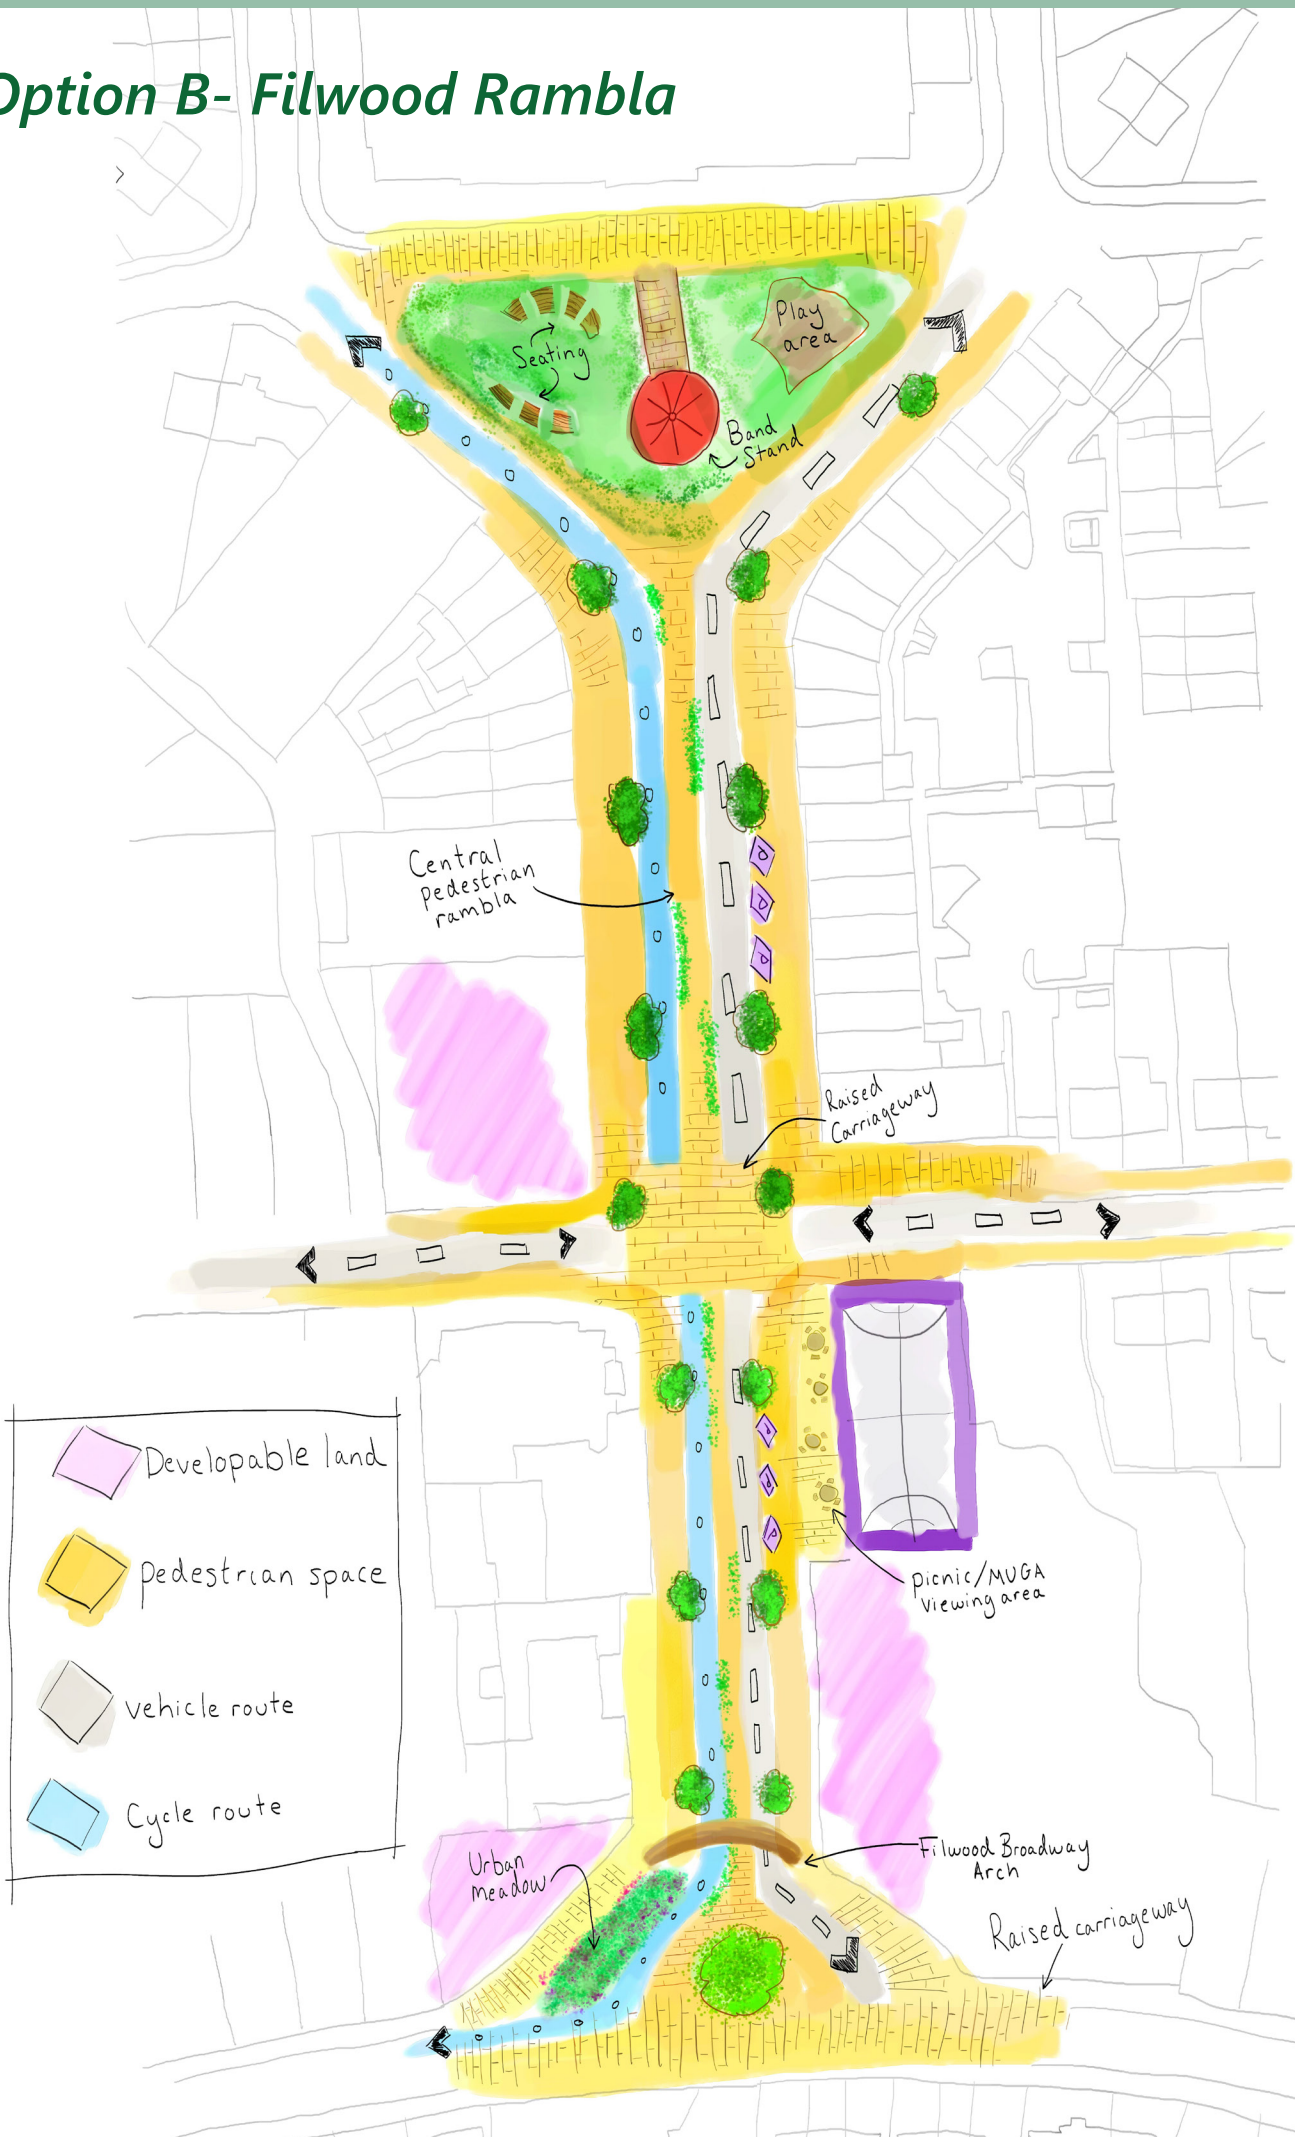 Option B- Filwood Rambla
Play
area
Seating
Band
Stand
Central
pedestrian
rambla
P
P
P
Raised
Carriageway
P
P
P
Developable land
pedestrian space
vehicle route
Cycle route
picnic/MUGA
viewing area
Filwood Broadway
Arch
Urban
meadow
Raised carriageway